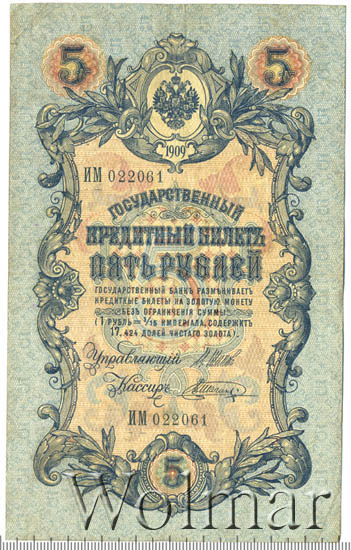 5 5
1909
ИМ 022061
ГОСУДАРСТВЕННЫЙ
КРЕДИТНЫЙ БИЛЕТЪ
ПЯТЬ РУБЛЕЙ
ГОСУДАРСТВЕННЫЙ БАНКЪ РАЗМѢНИВАЕТЪ
КРЕДИТНЫЕ БИЛЕТЫ НА ЗОЛОТУЮ МОНЕТУ
БЕЗЪ ОГРАНИЧЕНІЯ СУММЫ
(1 РУБЛЬ = 1/15 ИМПЕРІАЛА, СОДЕРЖИТЪ
17,424 ДОЛЕЙ ЧИСТАГО ЗОЛОТА).
Управляющій
Кассиръ
ИМ 022061
5
Wolmar